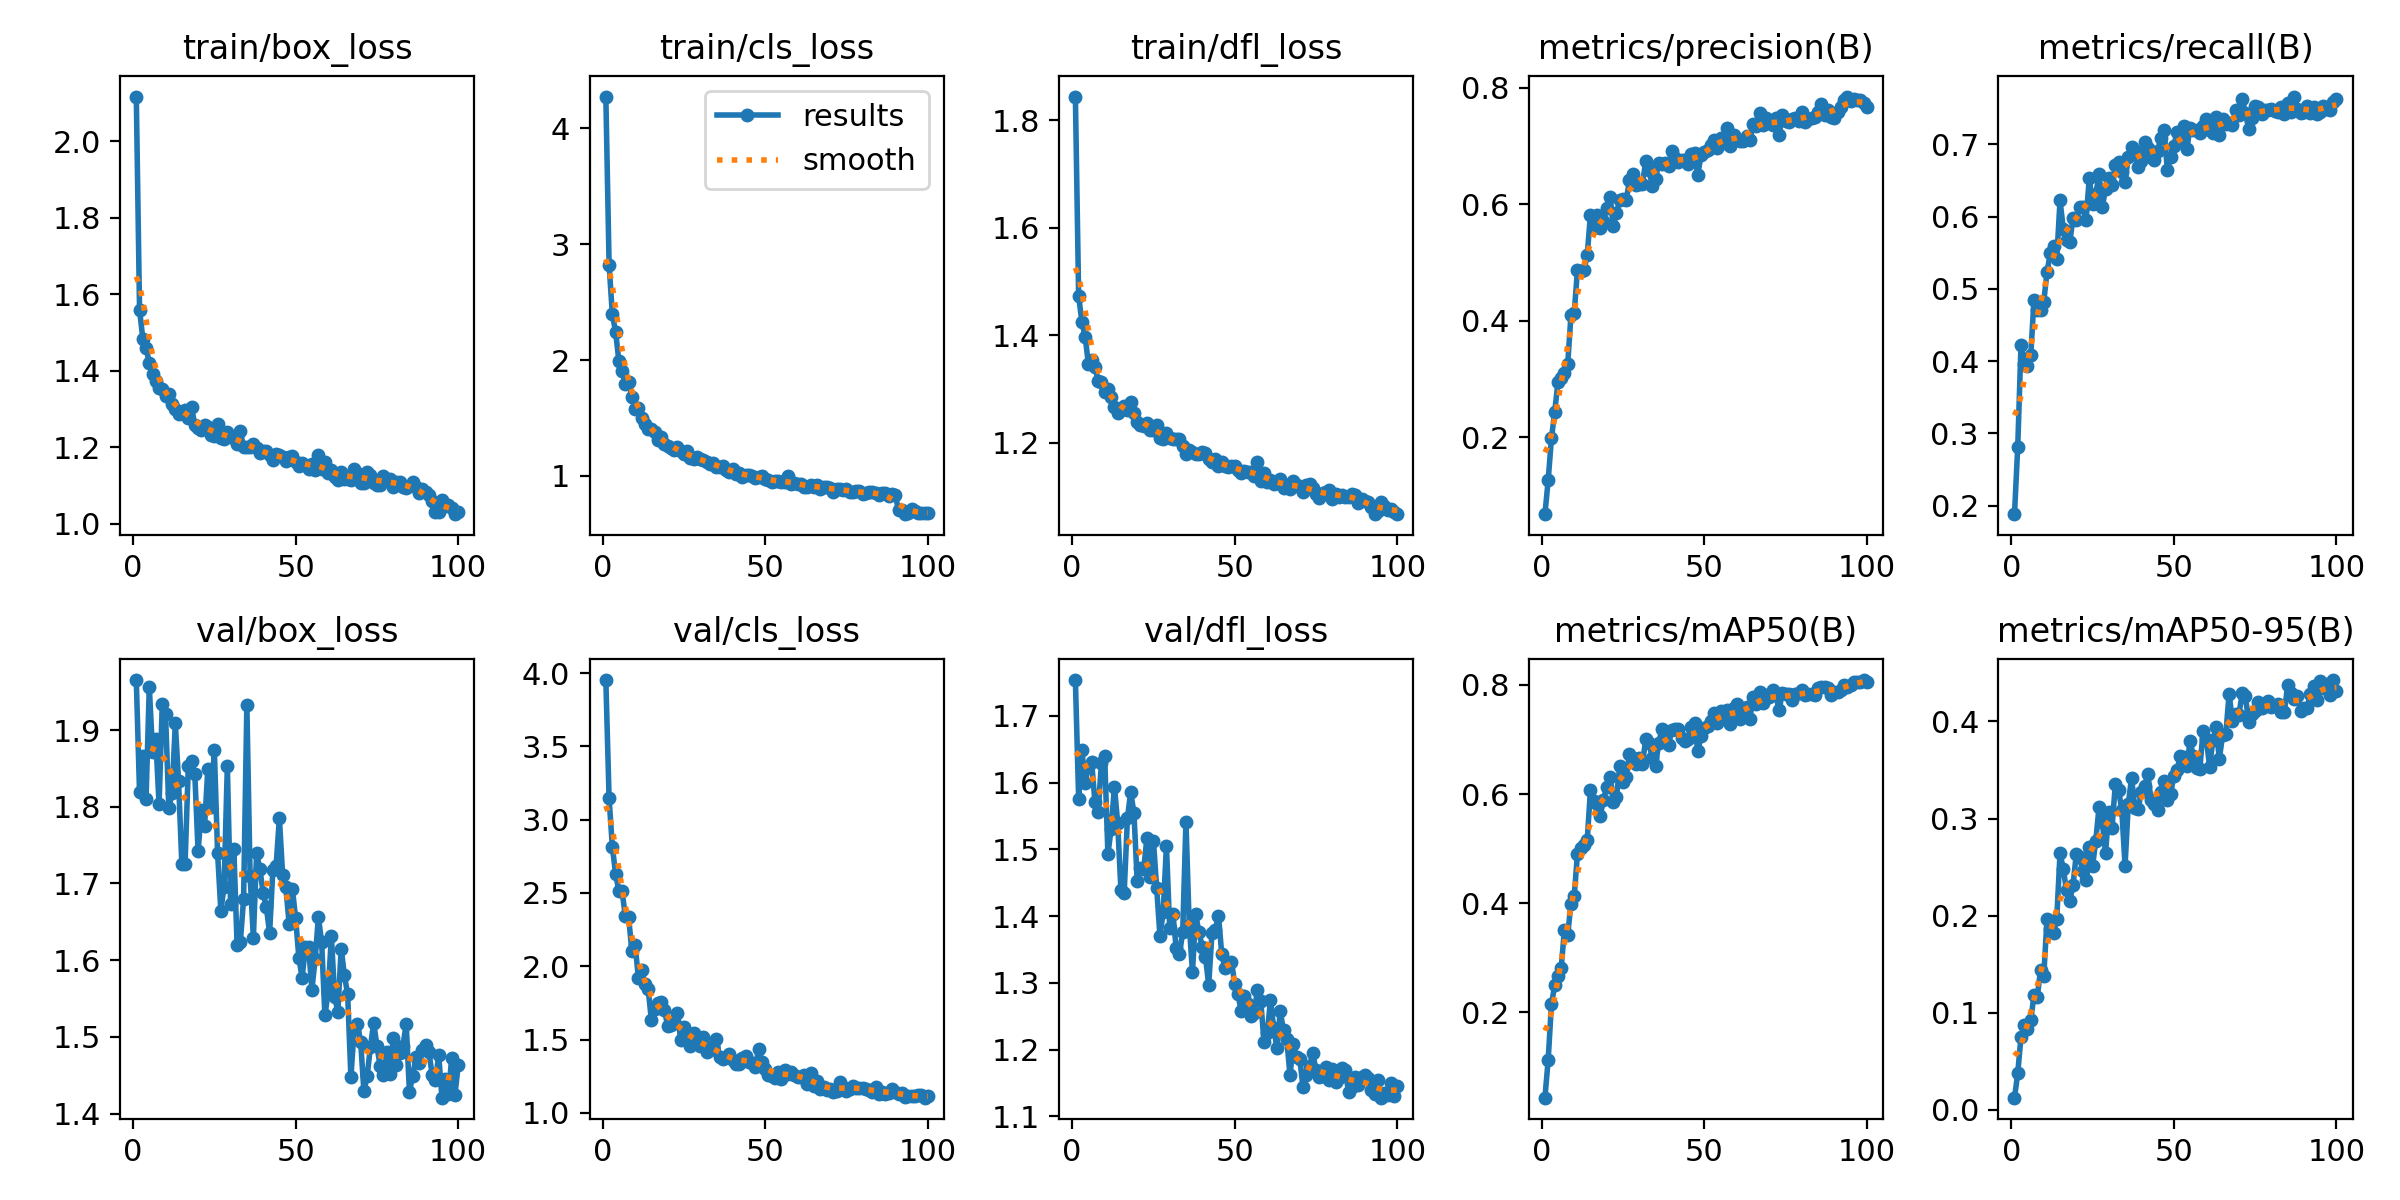 train/box_loss
2.0
1.8
1.6
1.4
1.2
1.0
0 50 100
train/cls_loss
results
smooth
4
3
2
1
0 50 100
train/dfl_loss
1.8
1.6
1.4
1.2
0 50 100
metrics/precision(B)
0.8
0.6
0.4
0.2
0 50 100
metrics/recall(B)
0.7
0.6
0.5
0.4
0.3
0.2
0 50 100
val/box_loss
1.9
1.8
1.7
1.6
1.5
1.4
0 50 100
val/cls_loss
4.0
3.5
3.0
2.5
2.0
1.5
1.0
0 50 100
val/dfl_loss
1.7
1.6
1.5
1.4
1.3
1.2
1.1
0 50 100
metrics/mAP50(B)
0.8
0.6
0.4
0.2
0 50 100
metrics/mAP50-95(B)
0.4
0.3
0.2
0.1
0.0
0 50 100